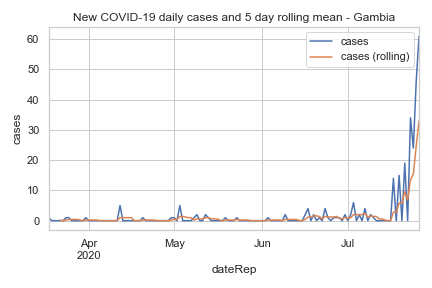 New COVID-19 daily cases and 5 day rolling mean - Gambia
cases
cases (rolling)
60
50
40
30
20
10
0
cases
Apr
2020
May
Jun
Jul
dateRep